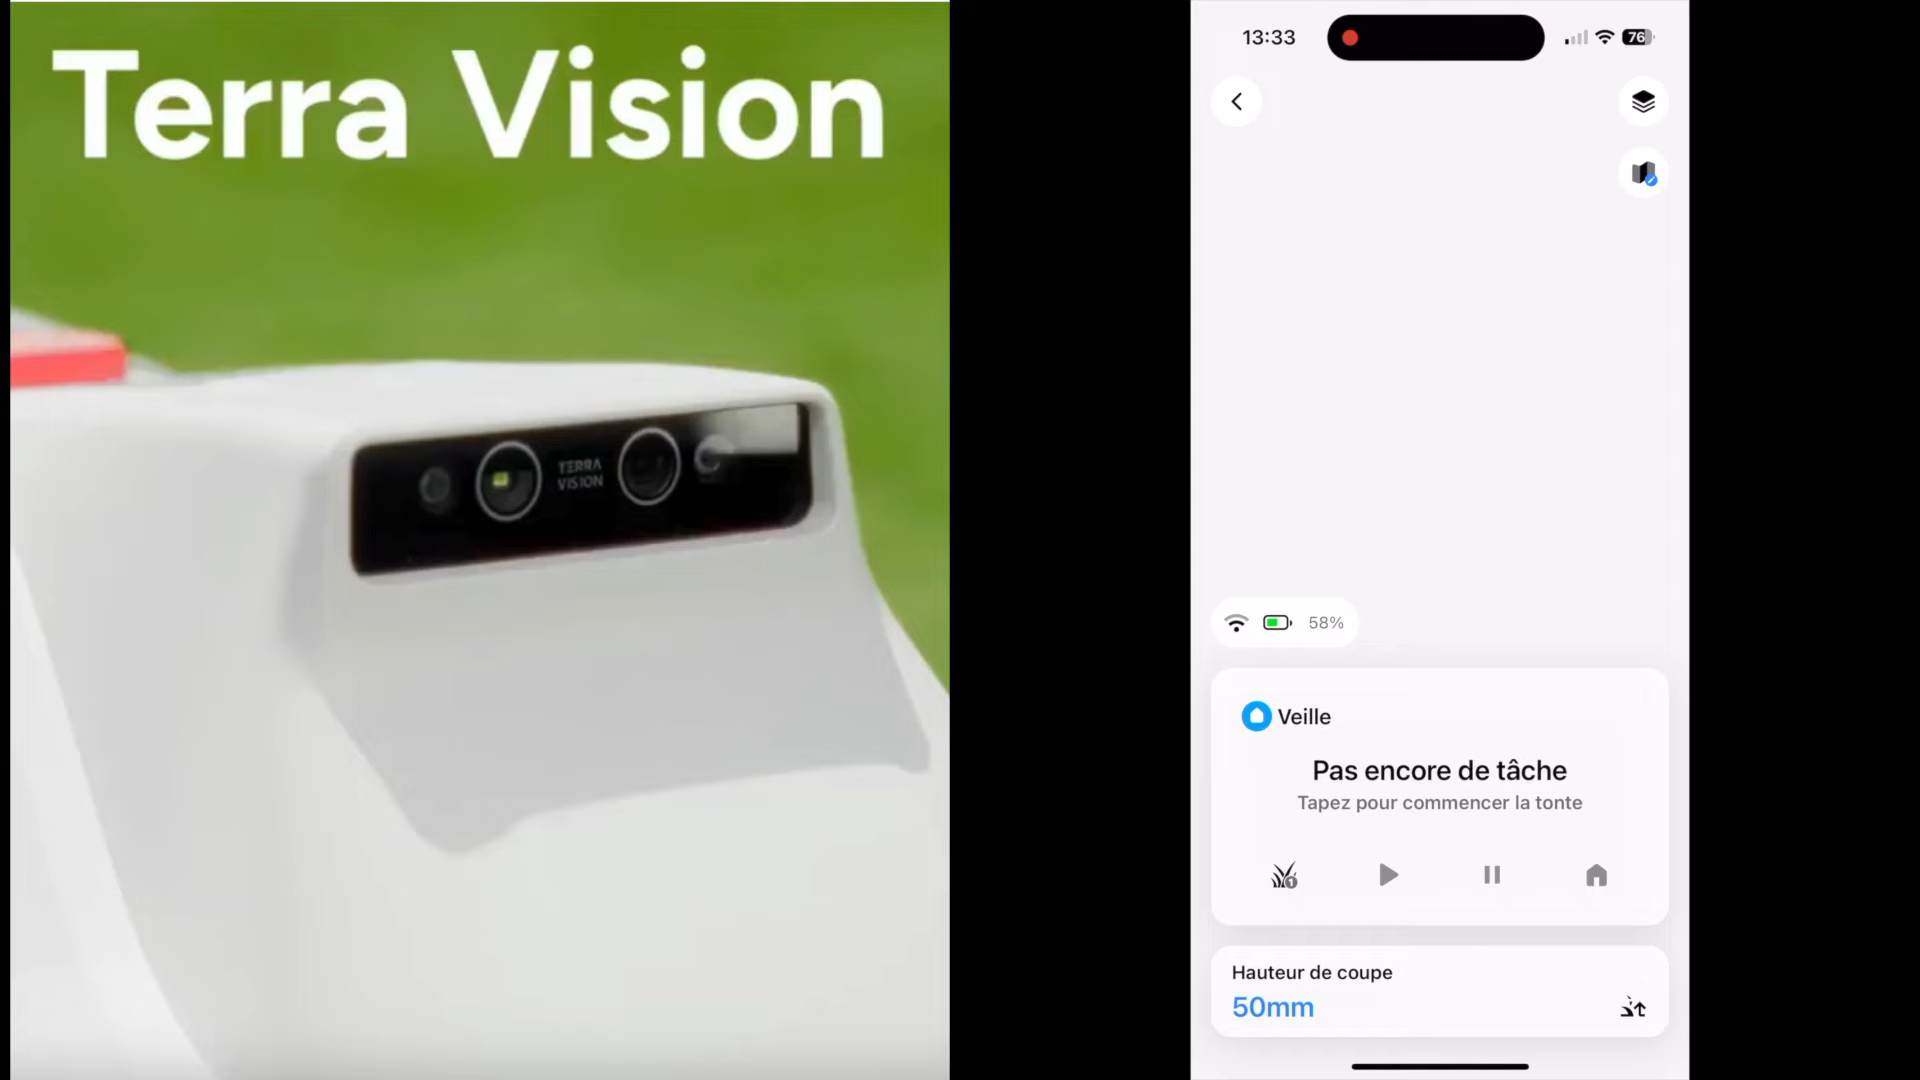 Terra Vision
TERRA
VISION
13:33
76
58%
Veille
Pas encore de tâche
Tapez pour commencer la tonte
1
Hauteur de coupe
50mm